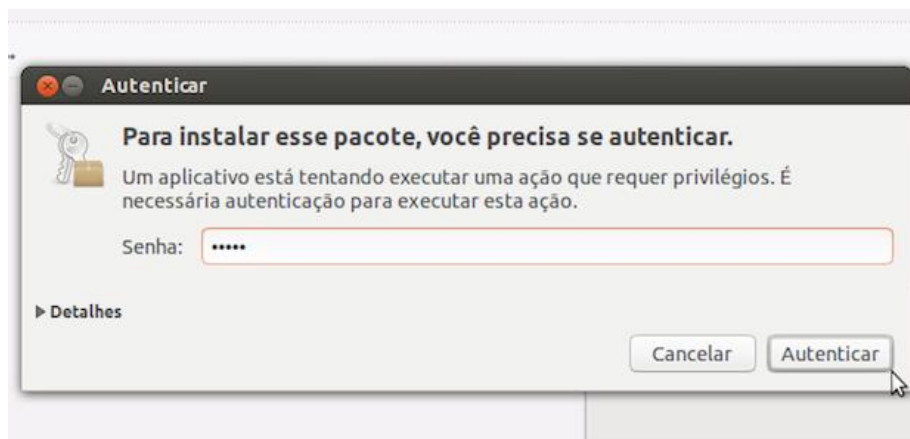 Autenticar
Para instalar esse pacote, você precisa se autenticar.
Um aplicativo está tentando executar uma ação que requer privilégios. É
necessária autenticação para executar esta ação.
Senha: •••••
Detalhes
Cancelar Autenticar